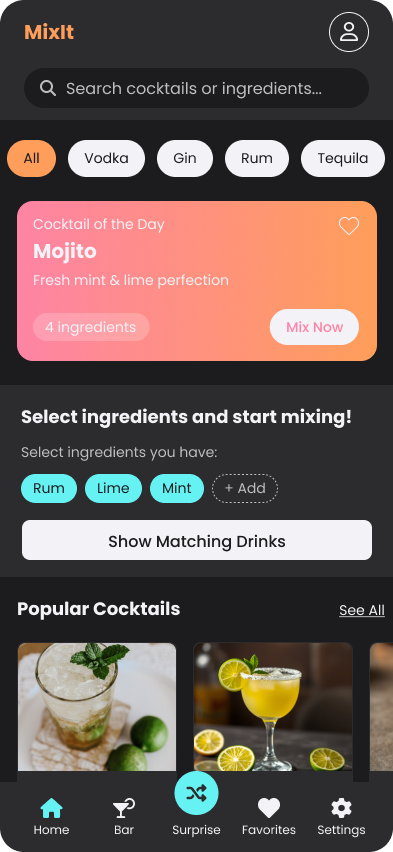 MixIt
Search cocktails or ingredients...
All Vodka Gin Rum Tequila
Cocktail of the Day
Mojito
Fresh mint & lime perfection
4 ingredients Mix Now
Select ingredients and start mixing!
Select ingredients you have:
Rum Lime Mint + Add
Show Matching Drinks
Popular Cocktails See All
Home Bar Surprise Favorites Settings